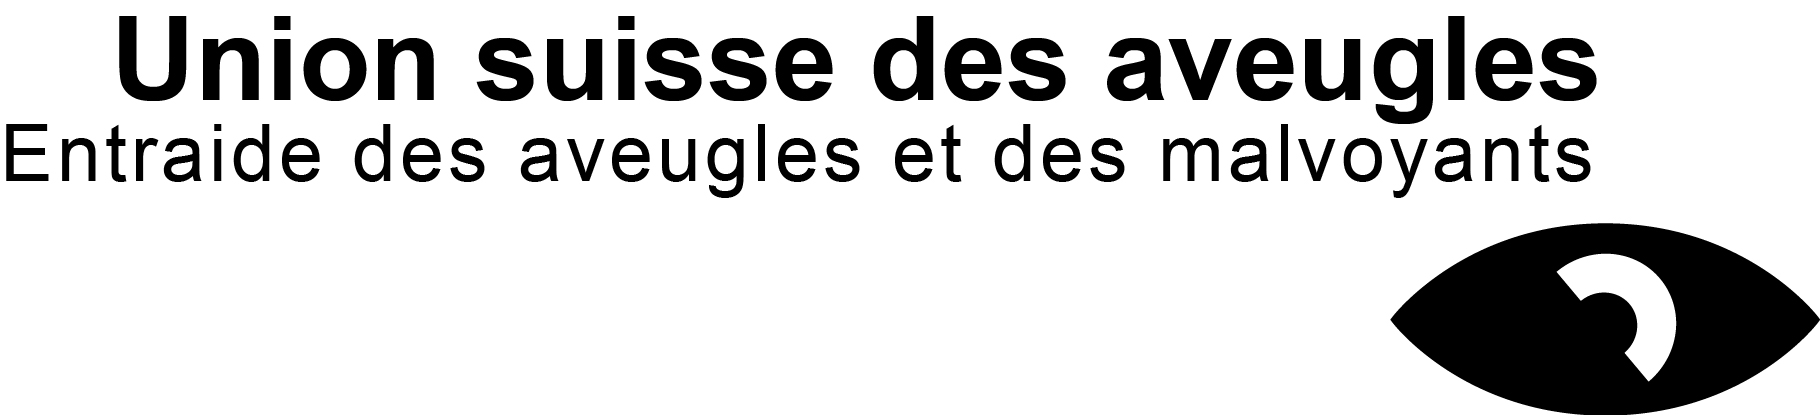 Union suisse des aveugles
Entraide des aveugles et des malvoyants